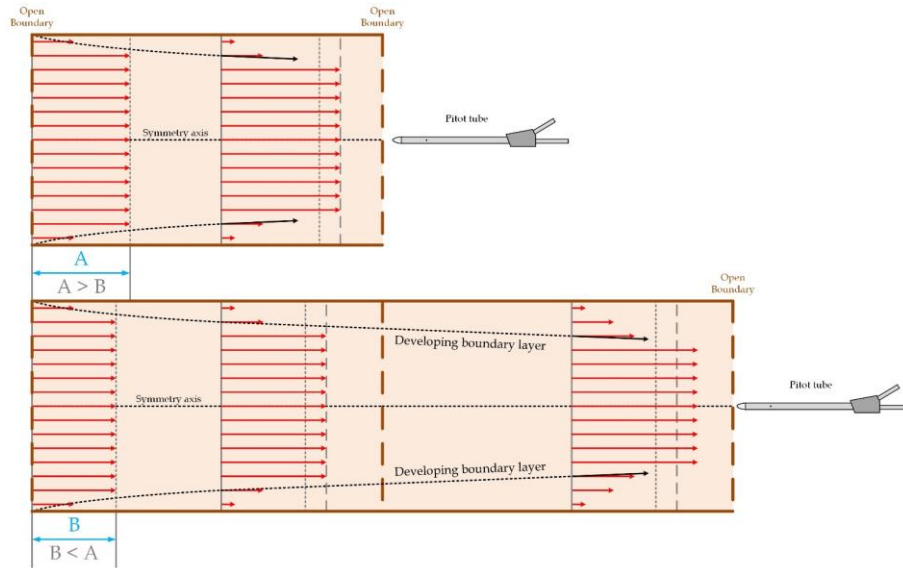 Open
Boundary
Open
Boundary
Pitot tube
Symmetry axis
A
A > B
Open
Boundary
Developing boundary layer
Pitot tube
Symmetry axis
Developing boundary layer
B
B < A